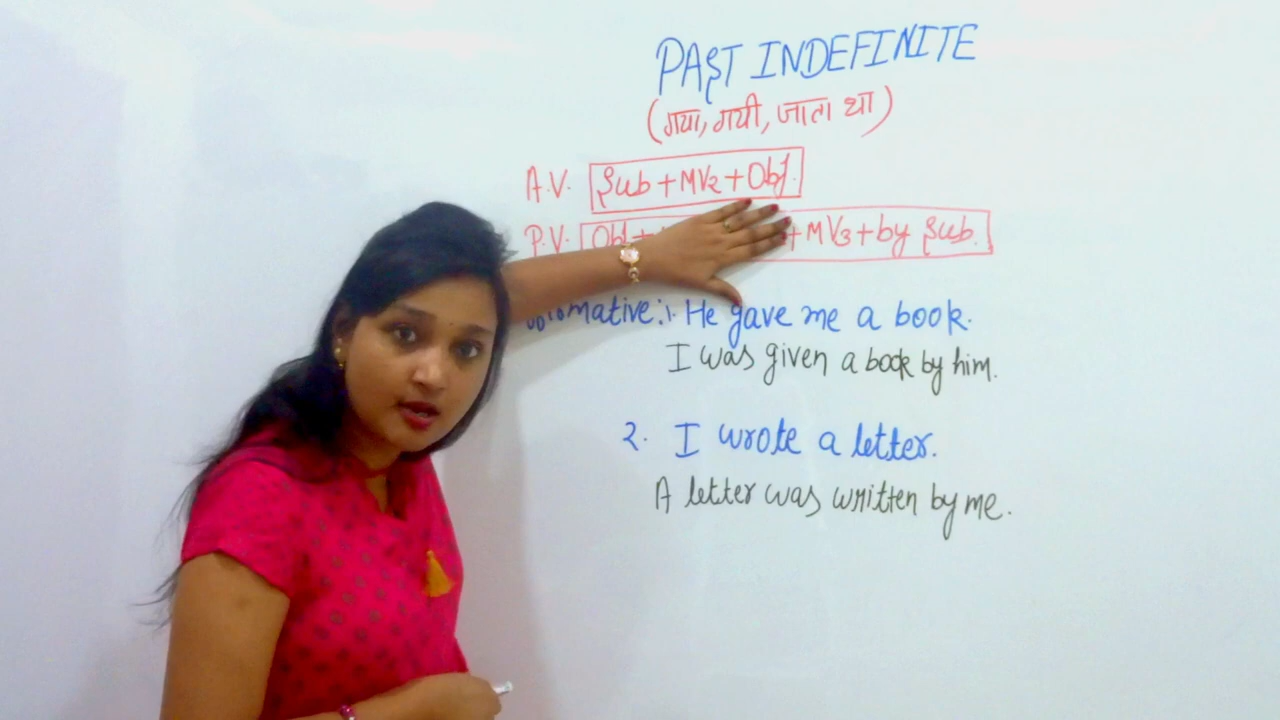 PAST INDEFINITE
(गया, गयी, जाता था)
A.V. Sub + MV2 + Obj.
P.V. Obj + + MV3 + by Sub.
1. He gave me a book.
I was given a book by him.
2. I wrote a letter.
A letter was written by me.